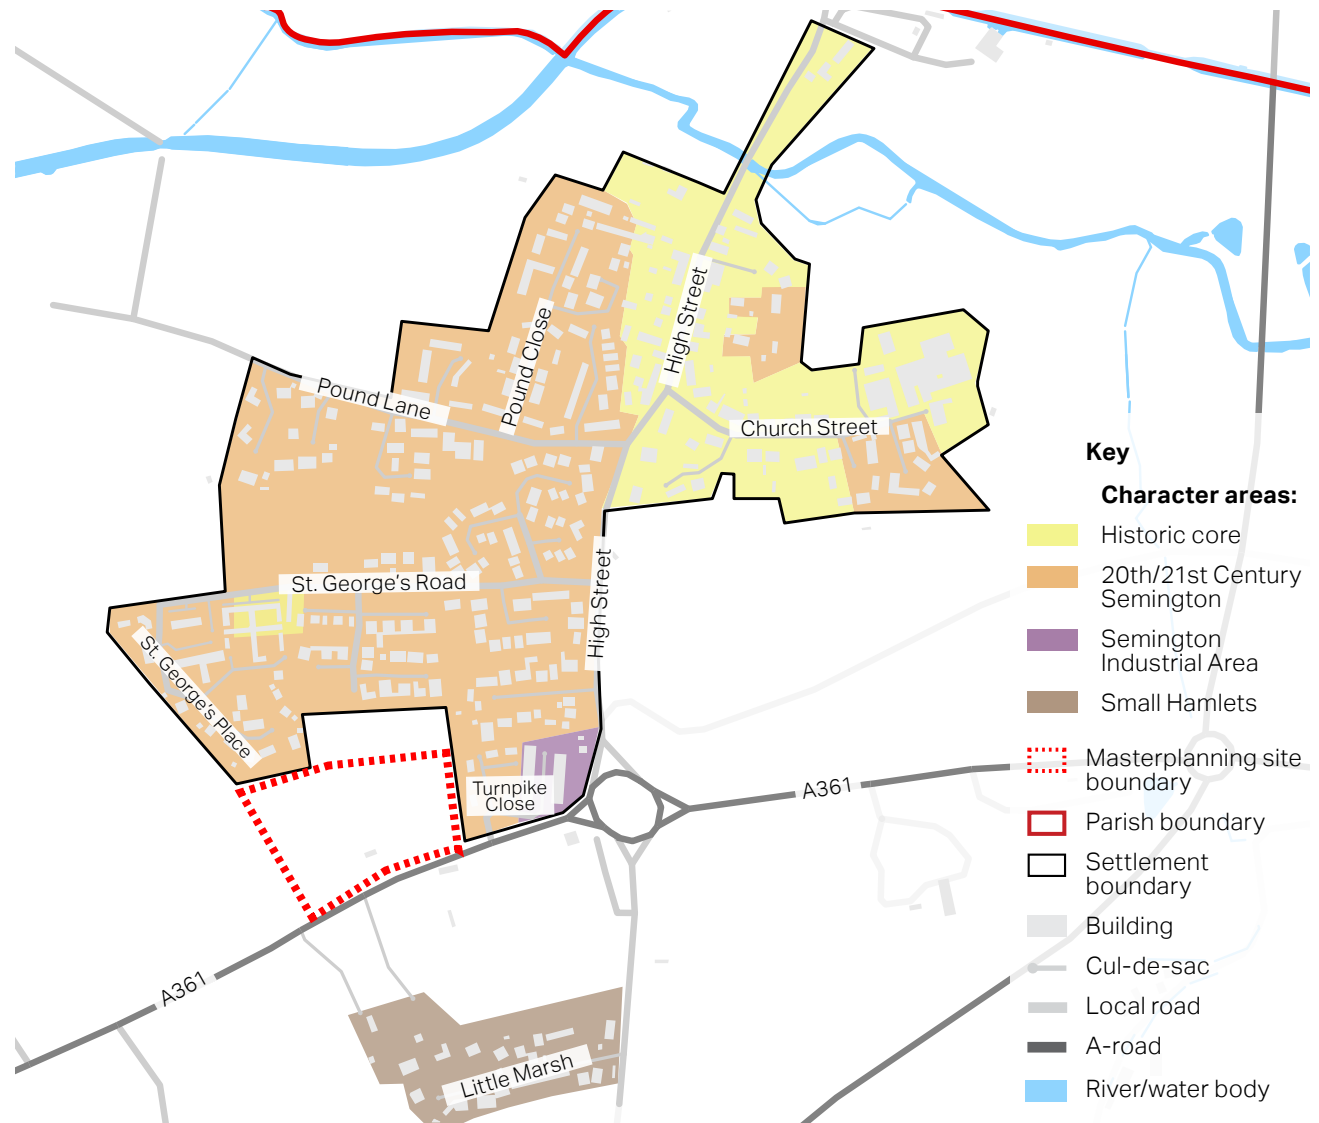 High Street
Pound Close
Pound Lane
Church Street
St. George's Road
High Street
St. George's Place
Turnpike
Close
A361
A361
Little Marsh
Key
Character areas:
Historic core
20th/21st Century
Semington
Semington
Industrial Area
Small Hamlets
Masterplanning site
boundary
Parish boundary
Settlement
boundary
Building
Cul-de-sac
Local road
A-road
River/water body